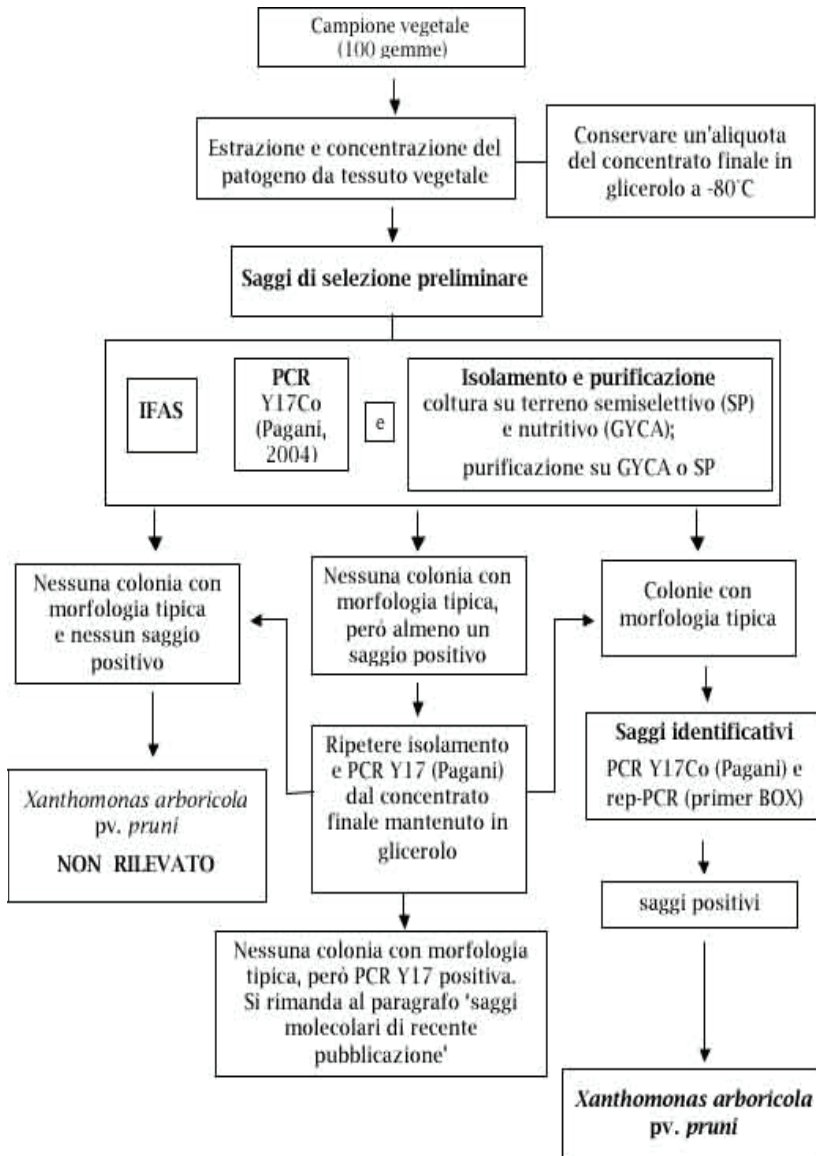 Campione vegetale
(100 gemme)
Estrazione e concentrazione del
patogeno da tessuto vegetale
Conservare un'aliquota
del concentrato finale in
glicerolo a -80°C
Saggi di selezione preliminare
IFAS
PCR
Y17Co
(Pagani,
2004)
e
Isolamento e purificazione
coltura su terreno semiselettivo (SP)
e nutritivo (GYCA);
purificazione su GYCA o SP
Nessuna colonia con
morfologia tipica
e nessun saggio
positivo
Nessuna colonia con
morfologia tipica,
però almeno un
saggio positivo
Colonie con
morfologia tipica
Xanthomonas arboricola
pv. pruni
NON RILEVATO
Ripetere isolamento
e PCR Y17 (Pagani)
dal concentrato
finale mantenuto in
glicerolo
Saggi identificativi
PCR Y17Co (Pagani) e
rep-PCR (primer BOX)
saggi positivi
Nessuna colonia con morfologia
tipica, però PCR Y17 positiva.
Si rimanda al paragrafo 'saggi
molecolari di recente
pubblicazione'
Xanthomonas arboricola
pv. pruni